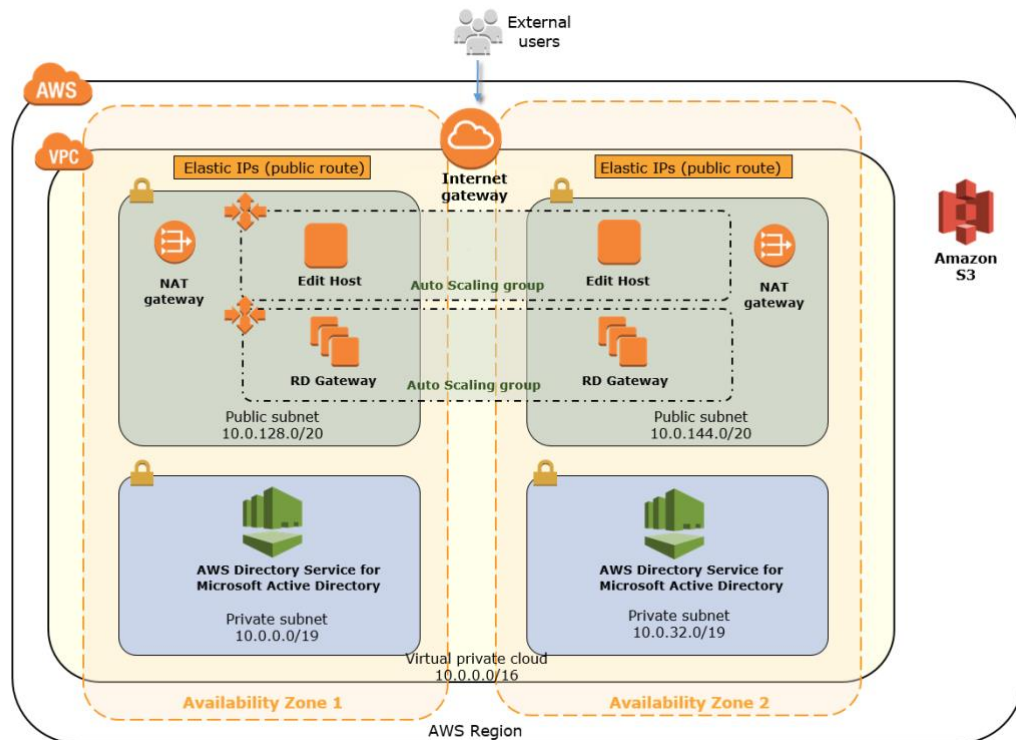 External
users
AWS
VPC
Elastic IPs (public route)
Elastic IPs (public route)
Internet
gateway
NAT
gateway
Edit Host
Auto Scaling group
Edit Host
NAT
gateway
Amazon
S3
RD Gateway
Auto Scaling group
RD Gateway
Public subnet
10.0.128.0/20
Public subnet
10.0.144.0/20
AWS Directory Service for
Microsoft Active Directory
Private subnet
10.0.0.0/19
AWS Directory Service for
Microsoft Active Directory
Private subnet
10.0.32.0/19
Virtual private cloud
10.0.0.0/16
Availability Zone 1
Availability Zone 2
AWS Region